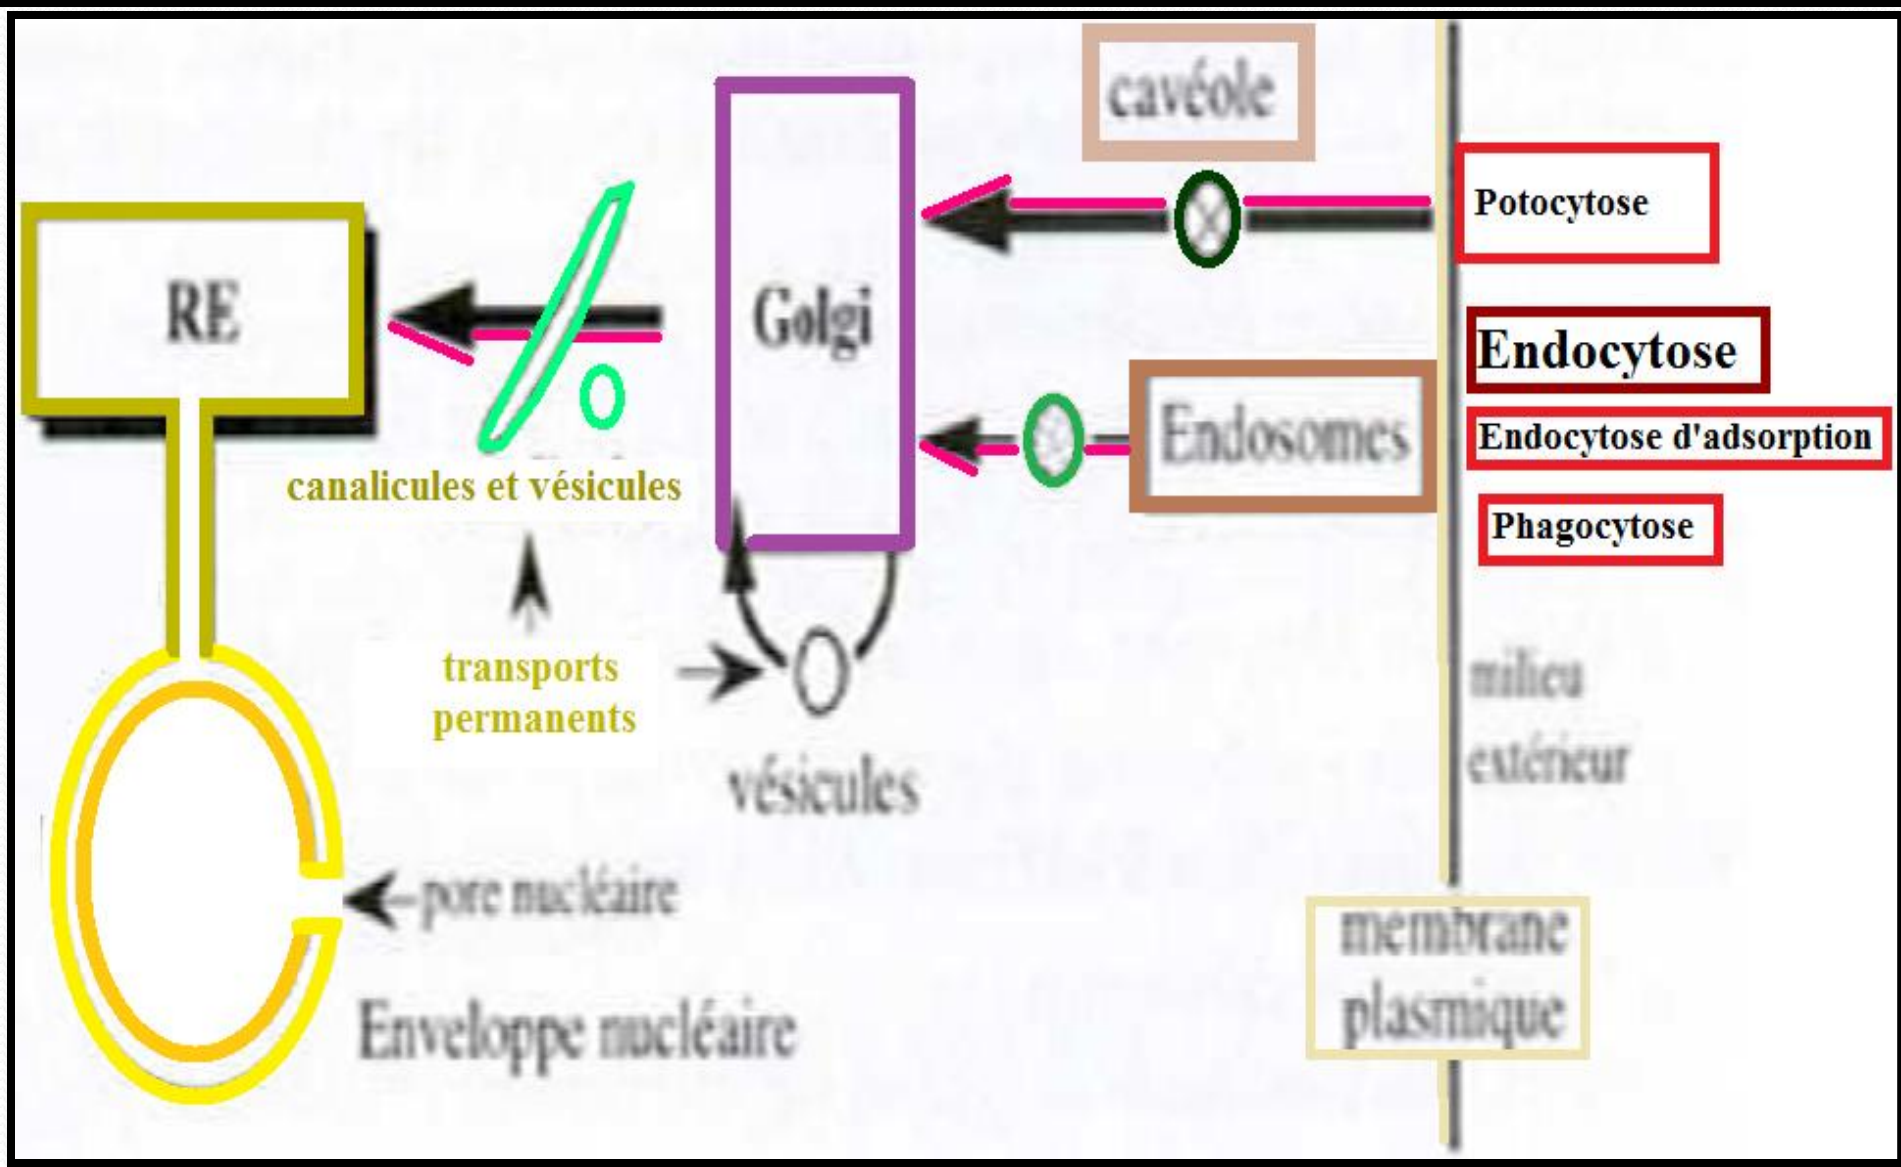 cavéole
Potocytose
RE
Golgi
Endocytose
Endosomes
Endocytose d'adsorption
canalicules et vésicules
Phagocytose
transports
permanents
milieu
extérieur
vésicules
pore nucléaire
membrane
plasmique
Enveloppe nucléaire